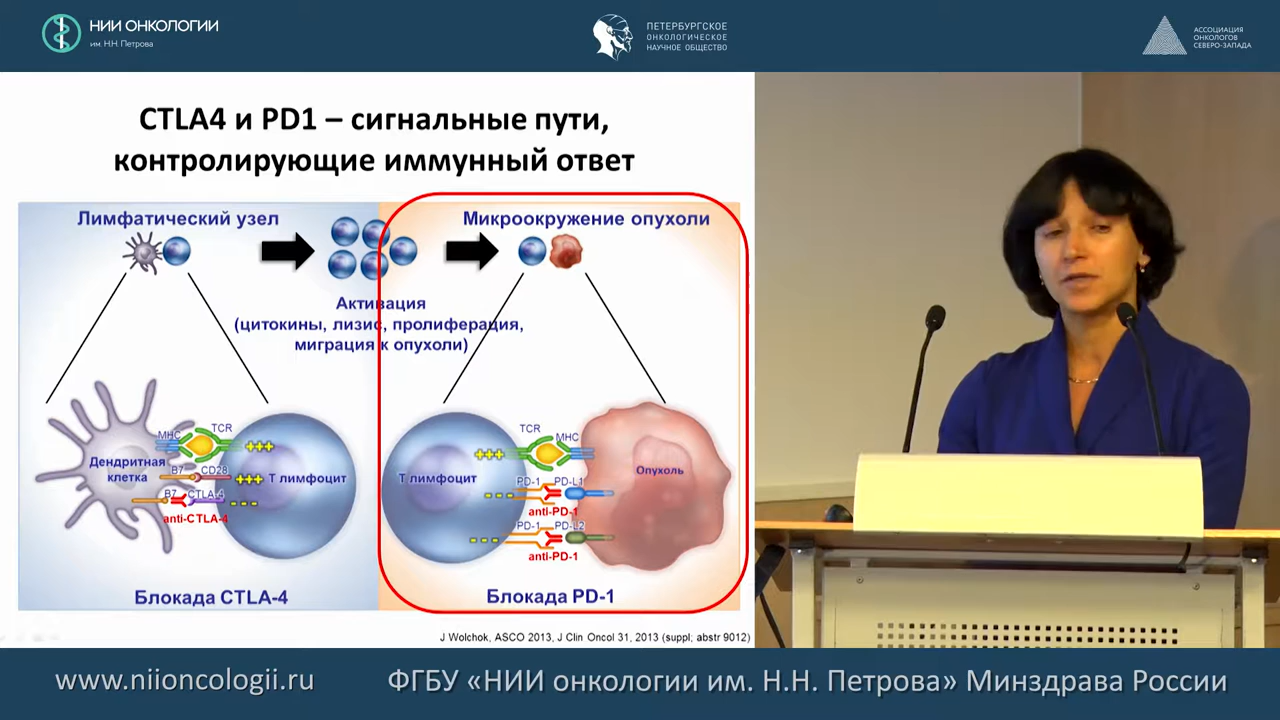 НИИ ОНКОЛОГИИ
им. Н.Н. Петрова
ПЕТЕРБУРГСКОЕ
ОНКОЛОГИЧЕСКОЕ
НАУЧНОЕ ОБЩЕСТВО
АССОЦИАЦИЯ
ОНКОЛОГОВ
СЕВЕРО-ЗАПАДА
CTLA4 и PD1 – сигнальные пути,
контролирующие иммунный ответ
Лимфатический узел
Микроокружение опухоли
Активация
(цитокины, лизис, пролиферация,
миграция к опухоли)
MHC
TCR
+++
Дендритная
клетка
B7
CD28
+++
Т лимфоцит
B7
CTLA-4
- - -
anti-CTLA-4
Блокада CTLA-4
TCR
MHC
+++
Т лимфоцит
Опухоль
PD-1
PD-L1
- - -
anti-PD-1
PD-1
PD-L2
- - -
anti-PD-1
Блокада PD-1
J Wolchok, ASCO 2013, J Clin Oncol 31, 2013 (suppl; abstr 9012)
www.niioncologii.ru
ФГБУ «НИИ онкологии им. Н.Н. Петрова» Минздрава России